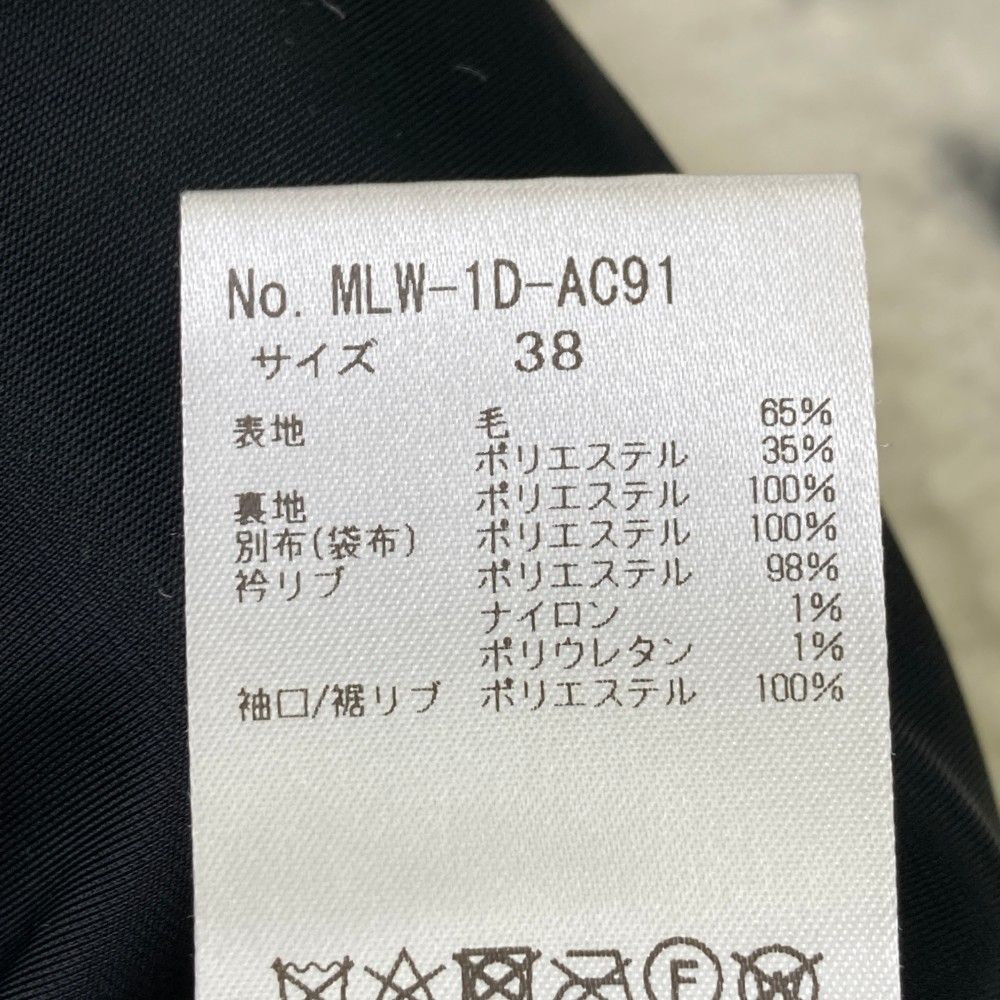 No. MLW-1D-AC91
サイズ 38
表地 毛 65%
ポリエステル 35%
裏地 ポリエステル 100%
別布(袋布) ポリエステル 100%
衿リブ ポリエステル 98%
ナイロン 1%
ポリウレタン 1%
袖口/裾リブ ポリエステル 100%
F W